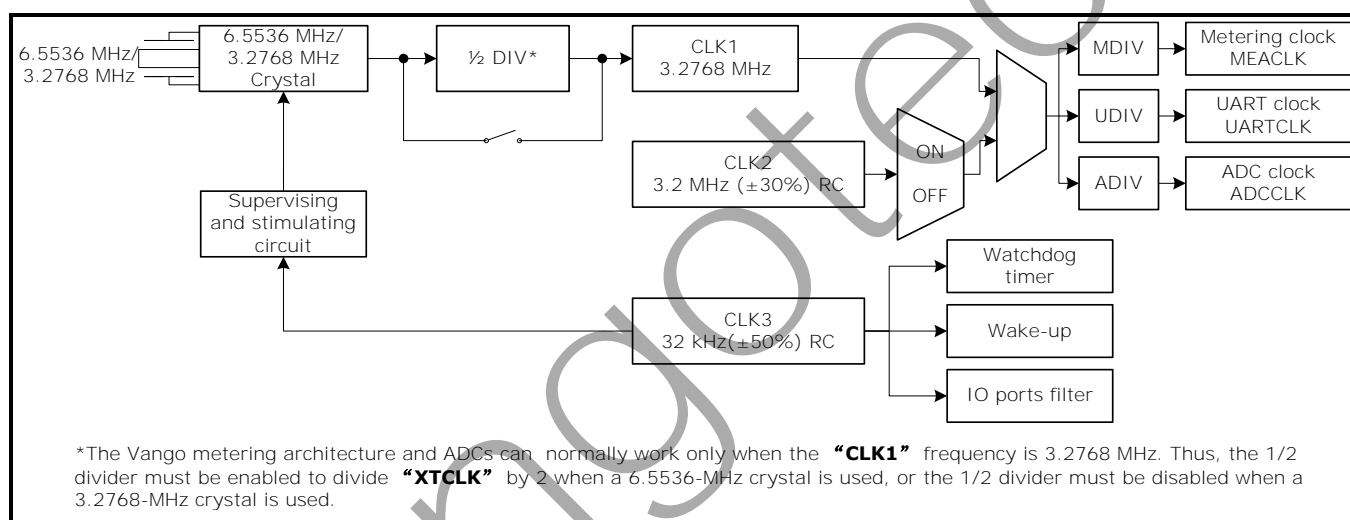 6.5536 MHz/
3.2768 MHz
6.5536 MHz/
3.2768 MHz
Crystal
½ DIV*
CLK1
3.2768 MHz
MDIV
Metering clock
MEACLK
UDIV
UART clock
UARTCLK
ADIV
ADC clock
ADCCLK
CLK2
3.2 MHz (±30%) RC
ON
OFF
Supervising
and stimulating
circuit
CLK3
32 kHz(±50%) RC
Watchdog
timer
Wake-up
IO ports filter
*The Vango metering architecture and ADCs can normally work only when the “CLK1” frequency is 3.2768 MHz. Thus, the 1/2
divider must be enabled to divide “XTCLK” by 2 when a 6.5536-MHz crystal is used, or the 1/2 divider must be disabled when a
3.2768-MHz crystal is used.
ngotec